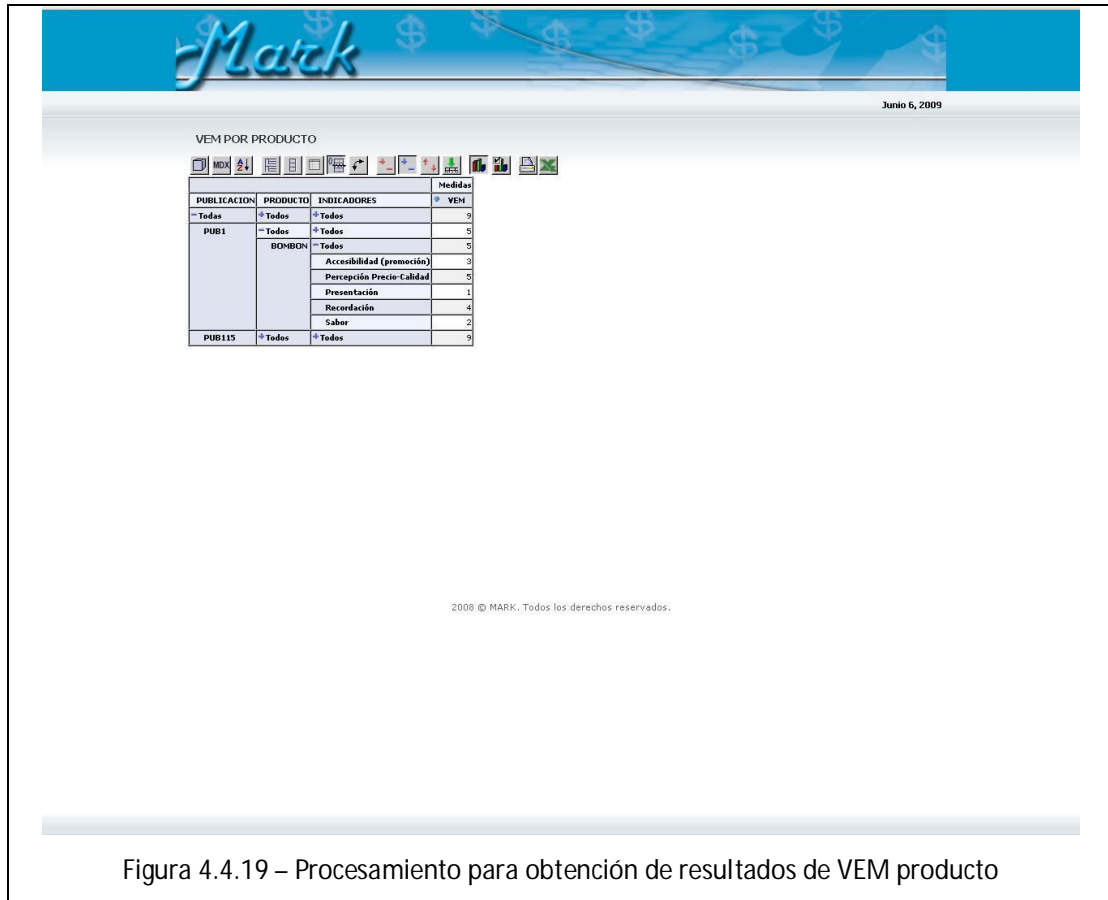 Mark
Junio 6, 2009
VEM POR PRODUCTO
MDX
Medidas
PUBLICACION PRODUCTO INDICADORES VEM
Todas Todos Todos 9
PUB1 Todos Todos 5
BOMBON Todos 5
Accesibilidad (promoción) 3
Percepción Precio-Calidad 5
Presentación 1
Recordación 4
Sabor 2
PUB115 Todos Todos 9
2008 © MARK. Todos los derechos reservados.
Figura 4.4.19 – Procesamiento para obtención de resultados de VEM producto